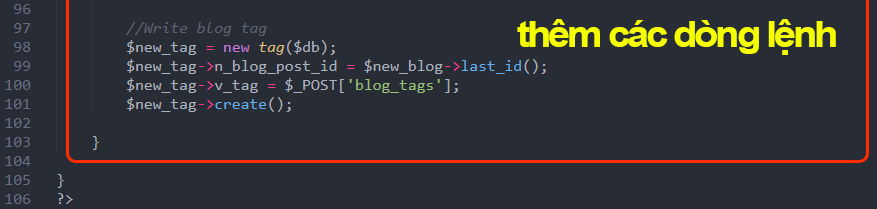 96
97 //Write blog tag
thêm các dòng lệnh
98 $new_tag = new tag($db);
99 $new_tag->n_blog_post_id = $new_blog->last_id();
100 $new_tag->v_tag = $_POST['blog_tags'];
101 $new_tag->create();
102
103 }
104
105 }
106 ?>